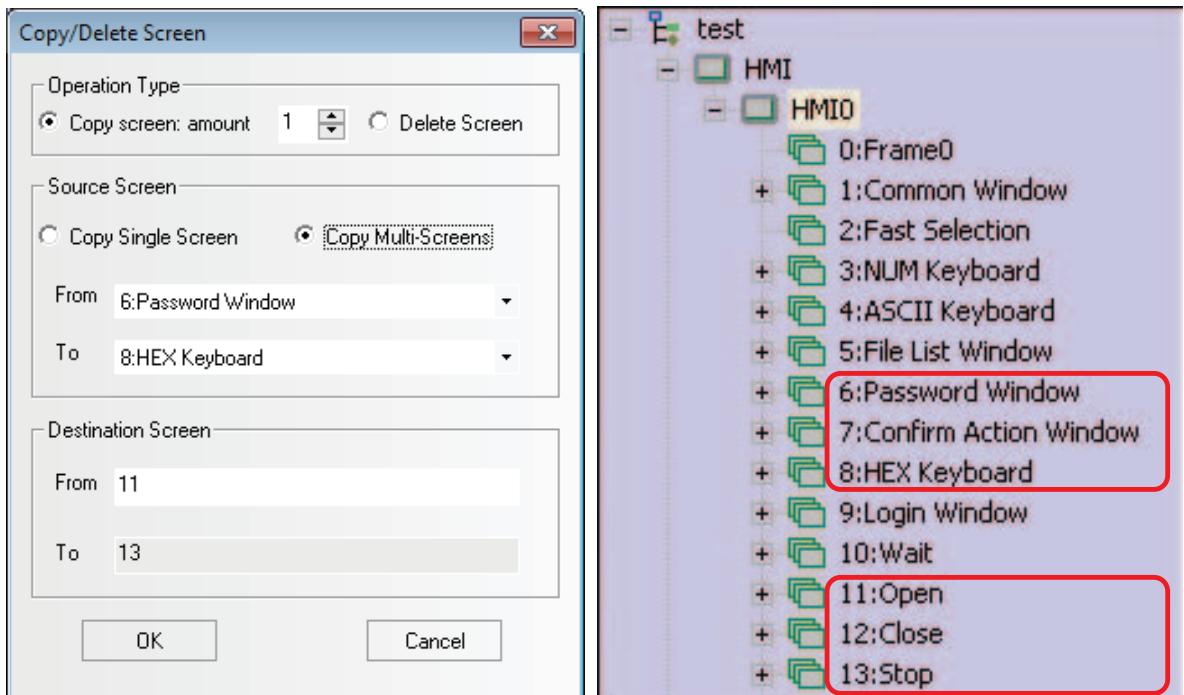 Copy/Delete Screen
Operation Type
Copy screen: amount 1 Delete Screen
Source Screen
Copy Single Screen Copy Multi-Screens
From 6:Password Window
To 8:HEX Keyboard
Destination Screen
From 11
To 13
OK Cancel
test
HMI
HMI0
0:Frame0
1:Common Window
2:Fast Selection
3:NUM Keyboard
4:ASCII Keyboard
5:File List Window
6:Password Window
7:Confirm Action Window
8:HEX Keyboard
9:Login Window
10:Wait
11:Open
12:Close
13:Stop